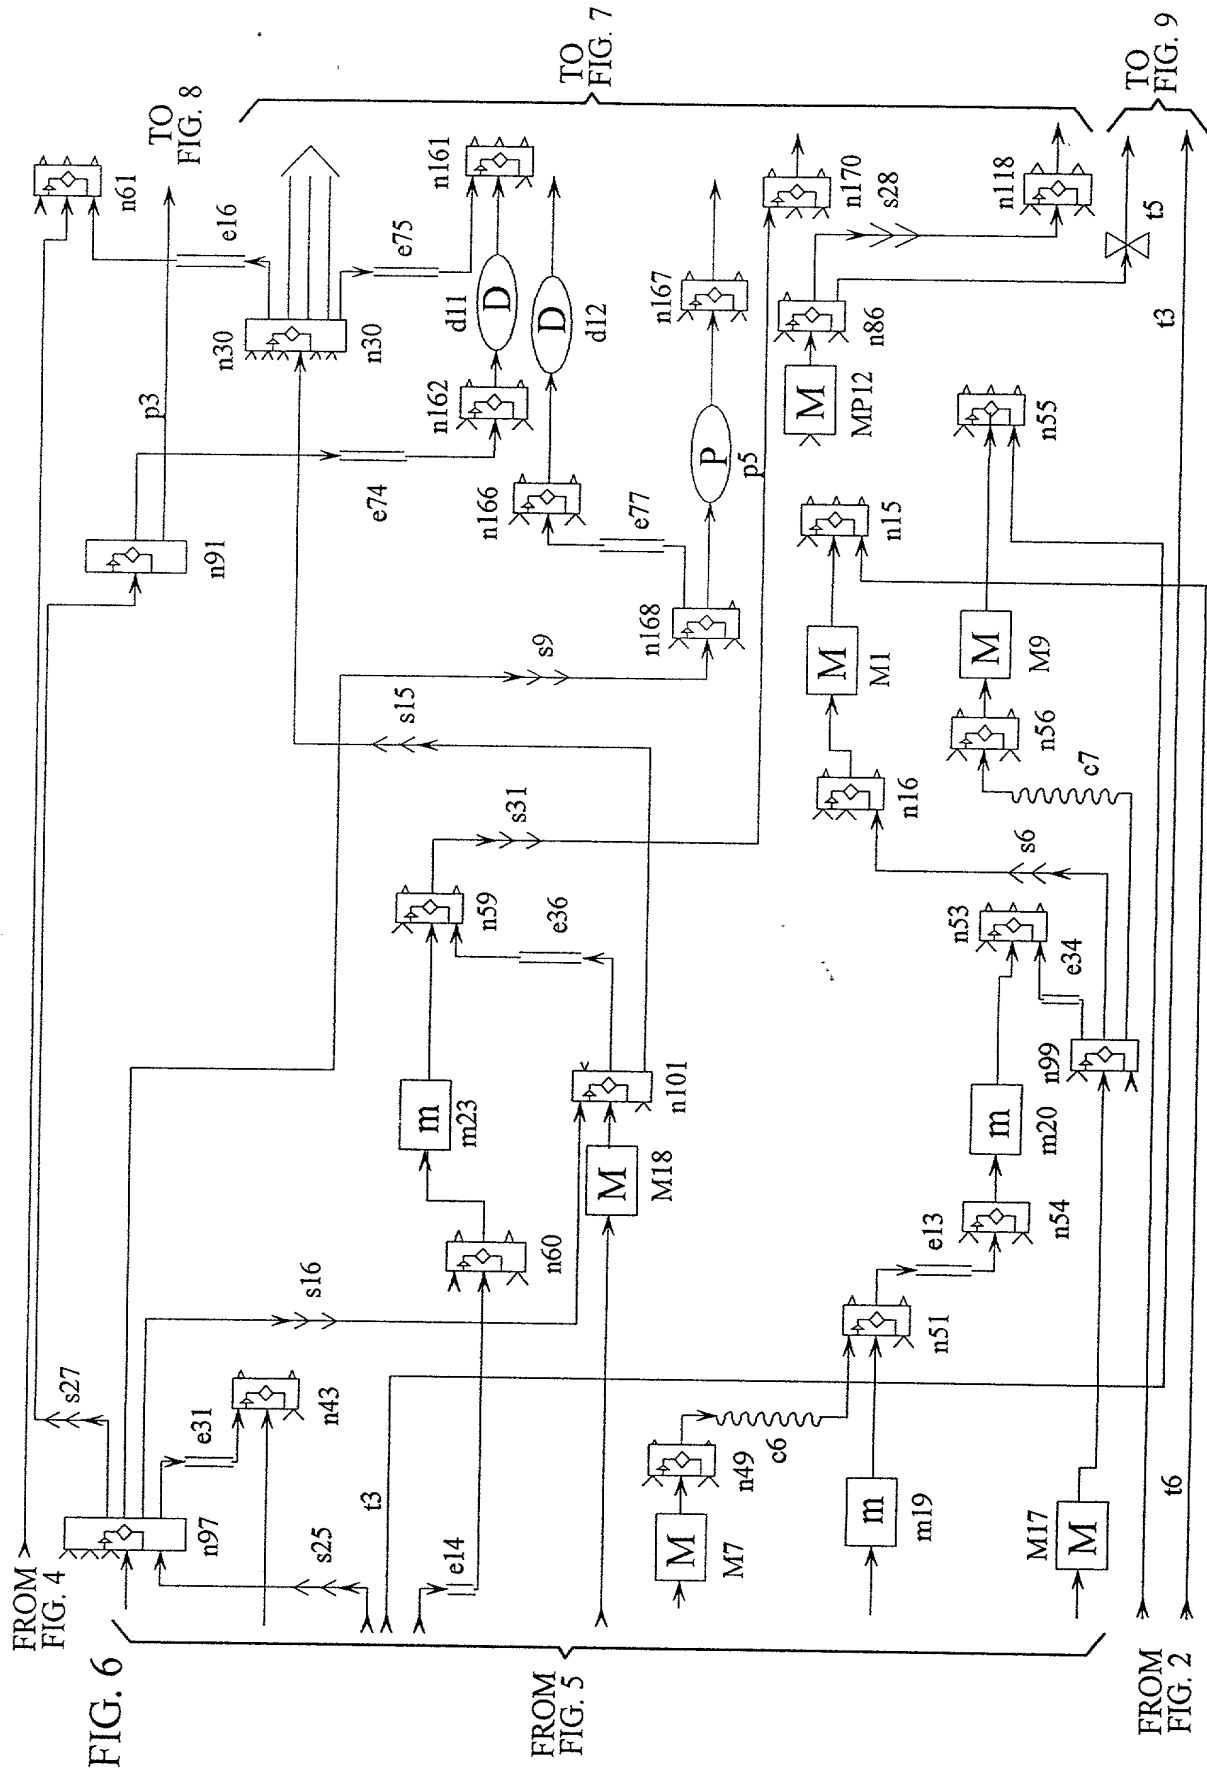 FIG. 6
FROM
FIG. 4
FROM
FIG. 5
FROM
FIG. 2
TO
FIG. 8
TO
FIG. 7
TO
FIG. 9
n97
s27
e31
n43
s25
s16
t3
e14
n60
m
m23
M
M18
n101
n59
e36
s31
s15
s9
n91
p3
e74
n30
n30
e16
n61
e75
n161
n162
D
d11
D
d12
n166
e77
n168
P
p5
n167
n170
M
MP12
n86
s28
n118
t5
t3
M
M7
n49
c6
m
m19
n51
e13
n54
m
m20
n53
e34
n99
s6
n16
M
M1
n15
c7
n56
M
M9
n55
M17
M
t6